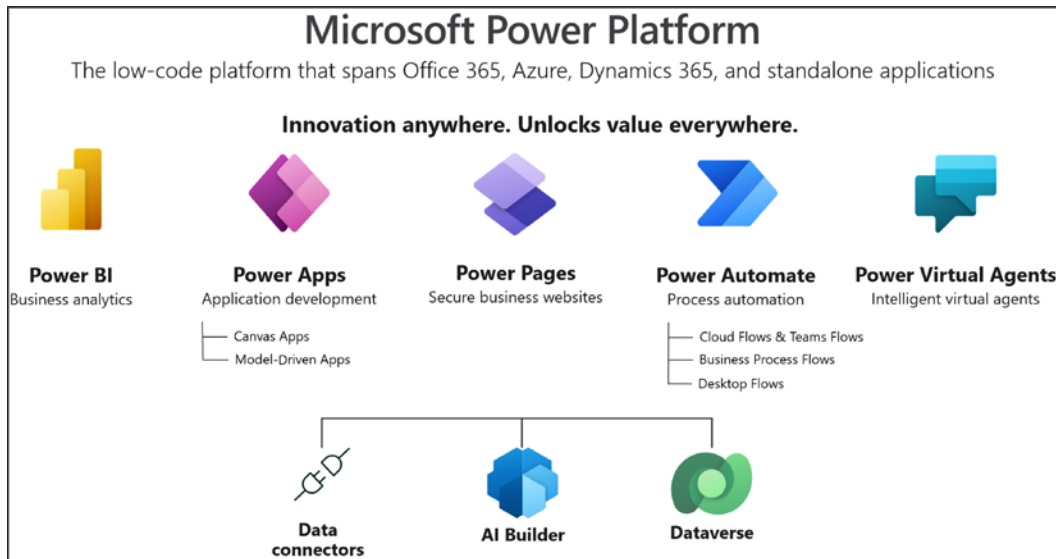 Microsoft Power Platform
The low-code platform that spans Office 365, Azure, Dynamics 365, and standalone applications
Innovation anywhere. Unlocks value everywhere.
Power BI
Business analytics
Power Apps
Application development
Canvas Apps
Model-Driven Apps
Power Pages
Secure business websites
Power Automate
Process automation
Cloud Flows & Teams Flows
Business Process Flows
Desktop Flows
Power Virtual Agents
Intelligent virtual agents
Data
connectors
AI Builder
Dataverse